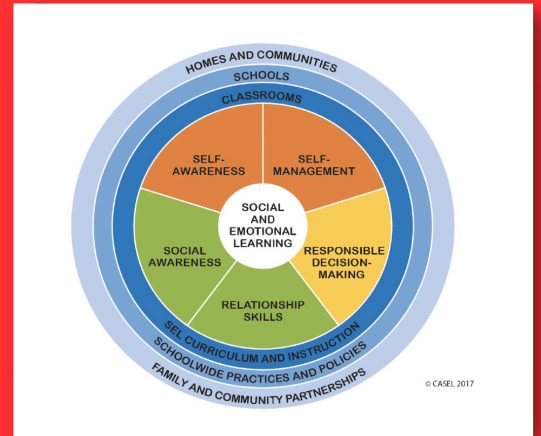 HOMES AND COMMUNITIES
SCHOOLS
CLASSROOMS
SELF-
AWARENESS
SELF-
MANAGEMENT
SOCIAL
AND
EMOTIONAL
LEARNING
SOCIAL
AWARENESS
RESPONSIBLE
DECISION-
MAKING
RELATIONSHIP
SKILLS
SEL CURRICULUM AND INSTRUCTION
SCHOOLWIDE PRACTICES AND POLICIES
FAMILY AND COMMUNITY PARTNERSHIPS
© CASEL 2017